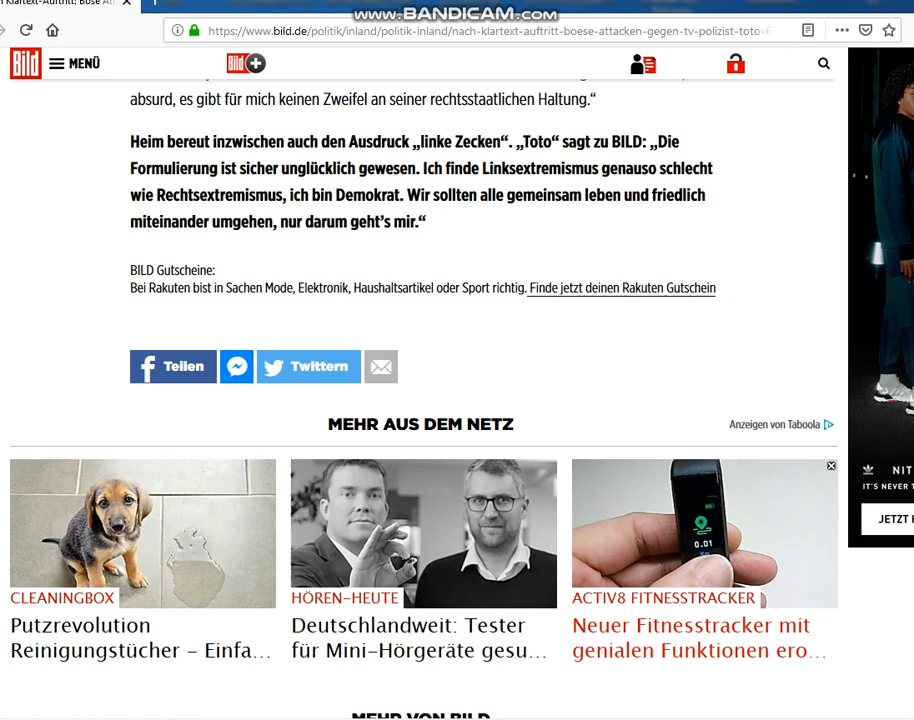 www.BANDICAM.com
https://www.bild.de/politik/inland/politik-inland/nach-klartext-auftritt-boese-attacken-gegen-tv-polizist-toto-6
Bild MENÜ Bild+
absurd, es gibt für mich keinen Zweifel an seiner rechtsstaatlichen Haltung.“
Heim bereut inzwischen auch den Ausdruck „linke Zecken“. „Toto“ sagt zu BILD: „Die
Formulierung ist sicher unglücklich gewesen. Ich finde Linksextremismus genauso schlecht
wie Rechtsextremismus, ich bin Demokrat. Wir sollten alle gemeinsam leben und friedlich
miteinander umgehen, nur darum geht’s mir.“
BILD Gutscheine:
Bei Rakuten bist in Sachen Mode, Elektronik, Haushaltsartikel oder Sport richtig. Finde jetzt deinen Rakuten Gutschein
Teilen Twittern
MEHR AUS DEM NETZ
Anzeigen von Taboola
CLEANINGBOX
Putzrevolution
Reinigungstücher – Einfa...
HÖREN-HEUTE
Deutschlandweit: Tester
für Mini-Hörgeräte gesu...
0.01
Km
ACTIV8 FITNESSTRACKER
Neuer Fitnesstracker mit
genialen Funktionen ero...
NIT
IT'S NEVER T
JETZT
MEHR VON BILD